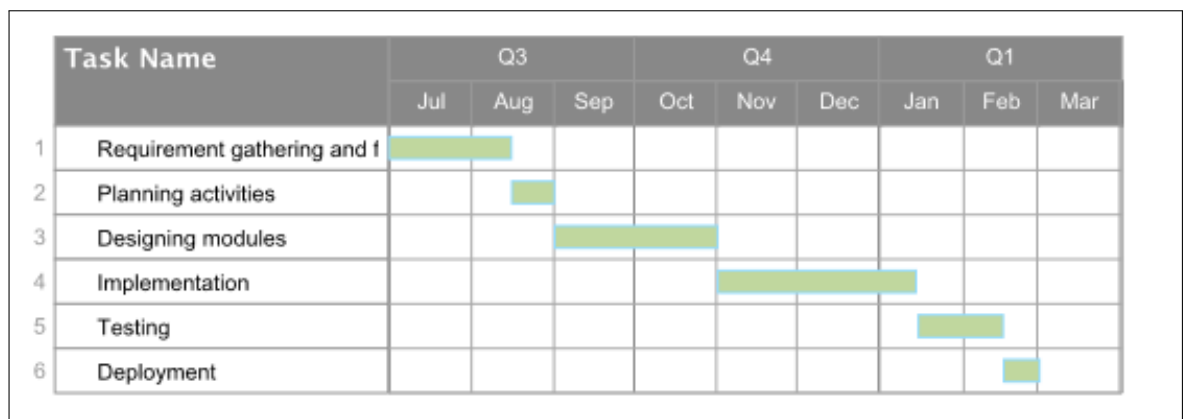 Task Name
Q3 Q4 Q1
Jul Aug Sep Oct Nov Dec Jan Feb Mar
1 Requirement gathering and f
2 Planning activities
3 Designing modules
4 Implementation
5 Testing
6 Deployment